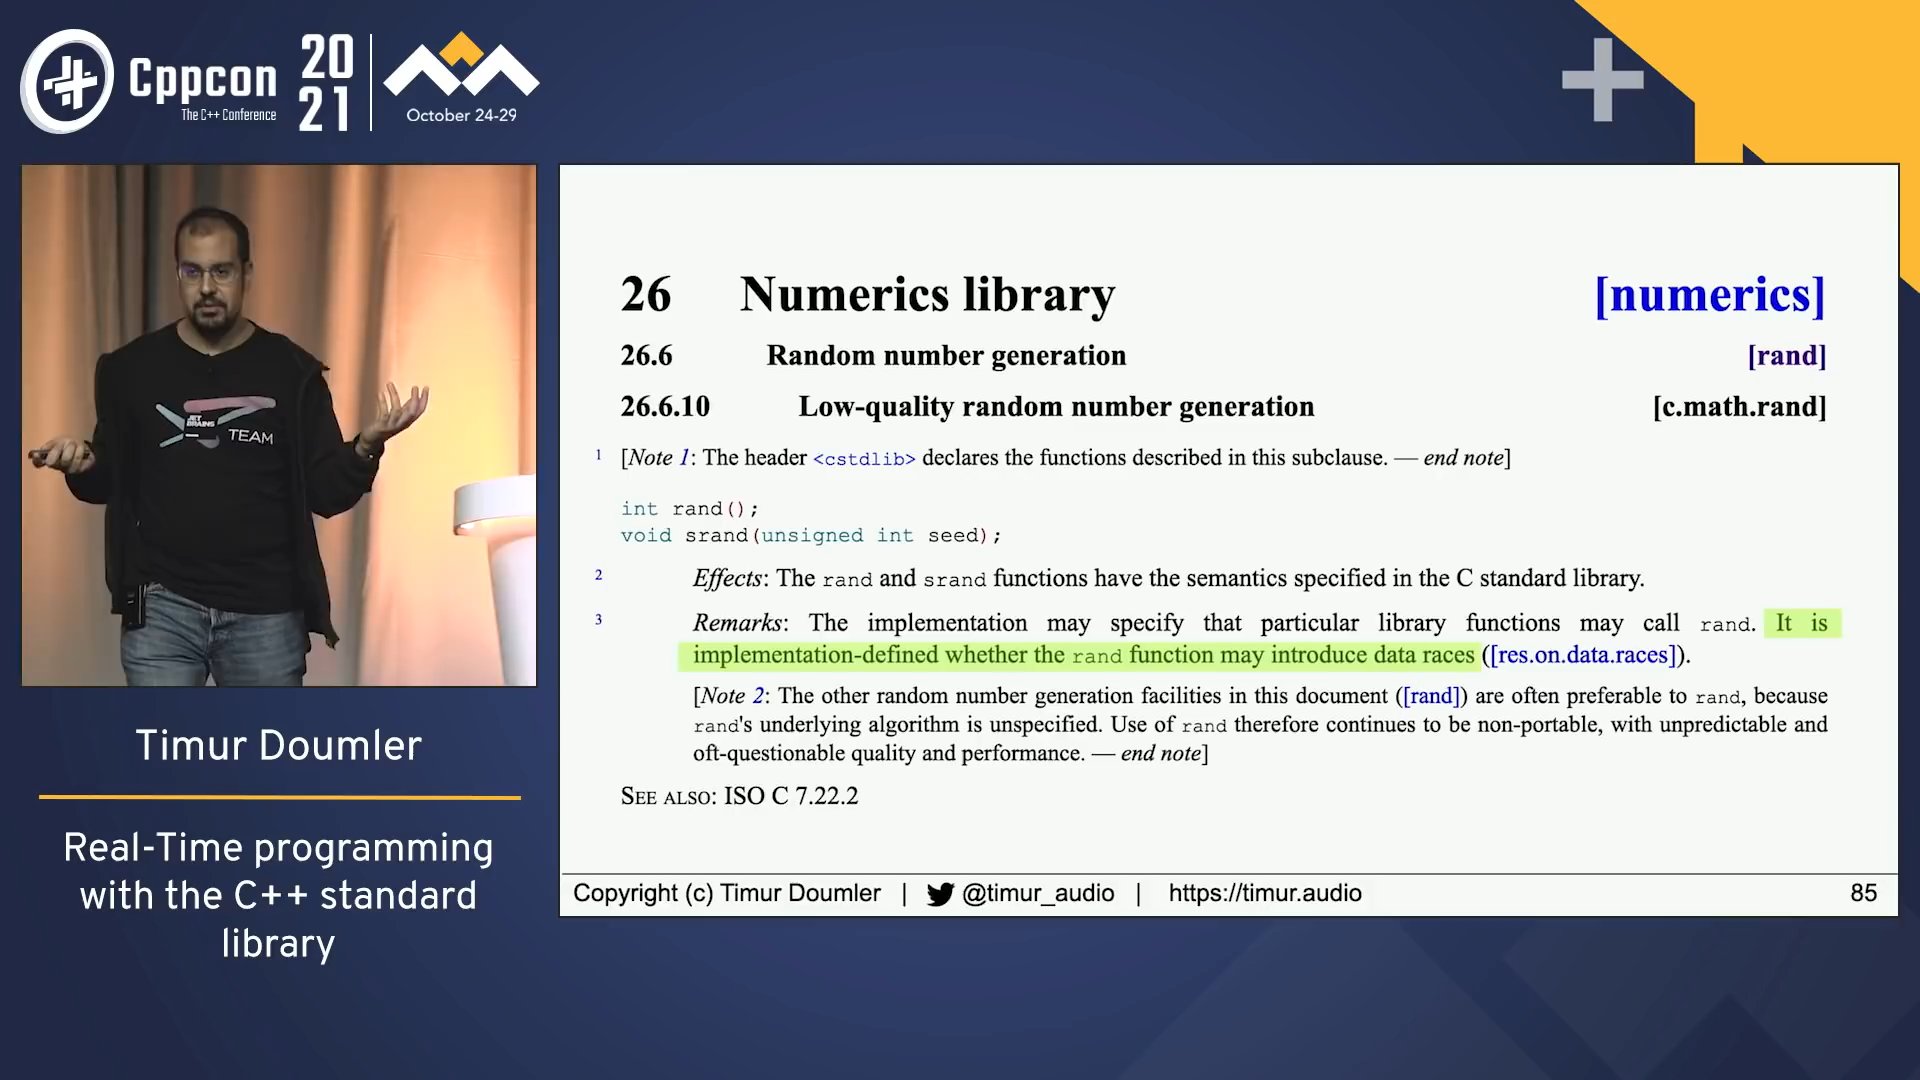 Cppcon
The C++ Conference
20
21
October 24-29
JET
BRAINS
TEAM
Timur Doumler
Real-Time programming
with the C++ standard
library
26 Numerics library [numerics]
26.6 Random number generation [rand]
26.6.10 Low-quality random number generation [c.math.rand]
1 [Note 1: The header <cstdlib> declares the functions described in this subclause. — end note]
int rand();
void srand(unsigned int seed);
2 Effects: The rand and srand functions have the semantics specified in the C standard library.
3 Remarks: The implementation may specify that particular library functions may call rand. It is
implementation-defined whether the rand function may introduce data races ([res.on.data.races]).
[Note 2: The other random number generation facilities in this document ([rand]) are often preferable to rand, because
rand's underlying algorithm is unspecified. Use of rand therefore continues to be non-portable, with unpredictable and
oft-questionable quality and performance. — end note]
SEE ALSO: ISO C 7.22.2
Copyright (c) Timur Doumler | @timur_audio | https://timur.audio 85